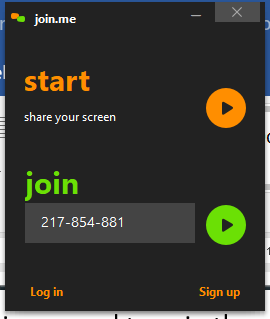 join.me
start
share your screen
join
217-854-881
Log in
Sign up